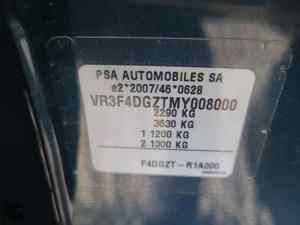 PSA AUTOMOBILES SA
e2*2007/46*0628
VR3F4DGZTMY008000
2290 KG
3630 KG
1 1200 KG
2 1300 KG
F4DGZT-R1A000